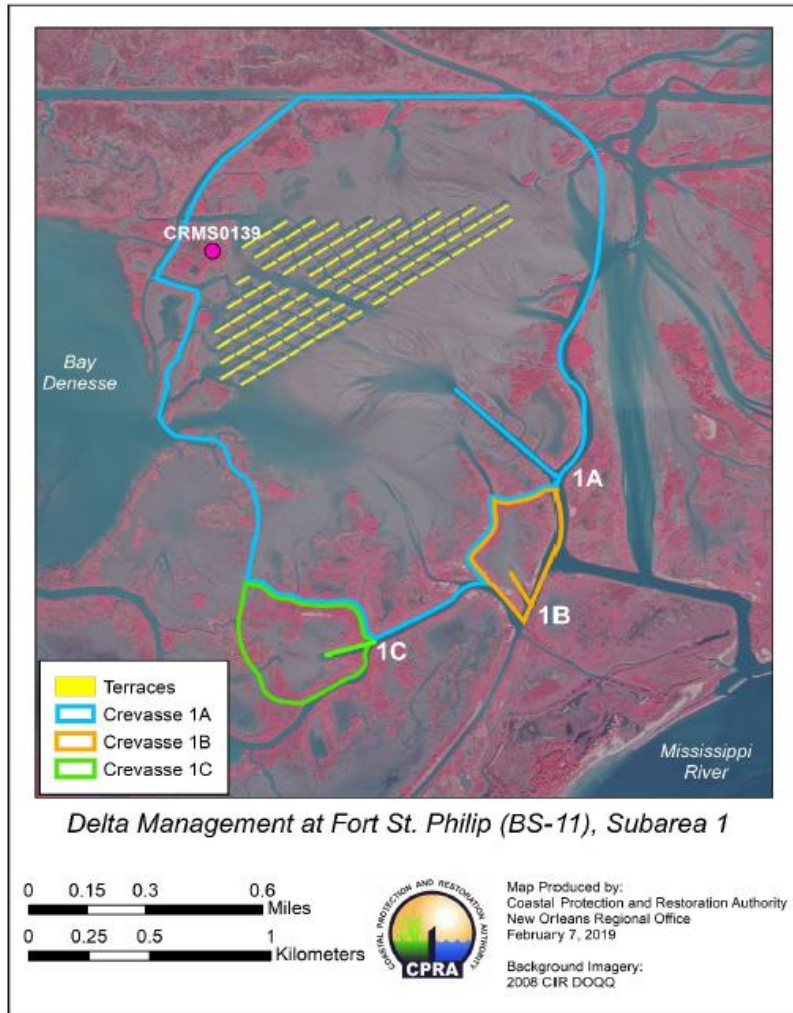 CRMS0139
Bay
Denesse
1A
1B
1C
Terraces
Crevasse 1A
Crevasse 1B
Crevasse 1C
Mississippi
River
Delta Management at Fort St. Philip (BS-11), Subarea 1
0 0.15 0.3 0.6
Miles
0 0.25 0.5 1
Kilometers
COASTAL PROTECTION AND RESTORATION AUTHORITY
CPRA
Map Produced by:
Coastal Protection and Restoration Authority
New Orleans Regional Office
February 7, 2019
Background Imagery:
2008 CIR DOQQ